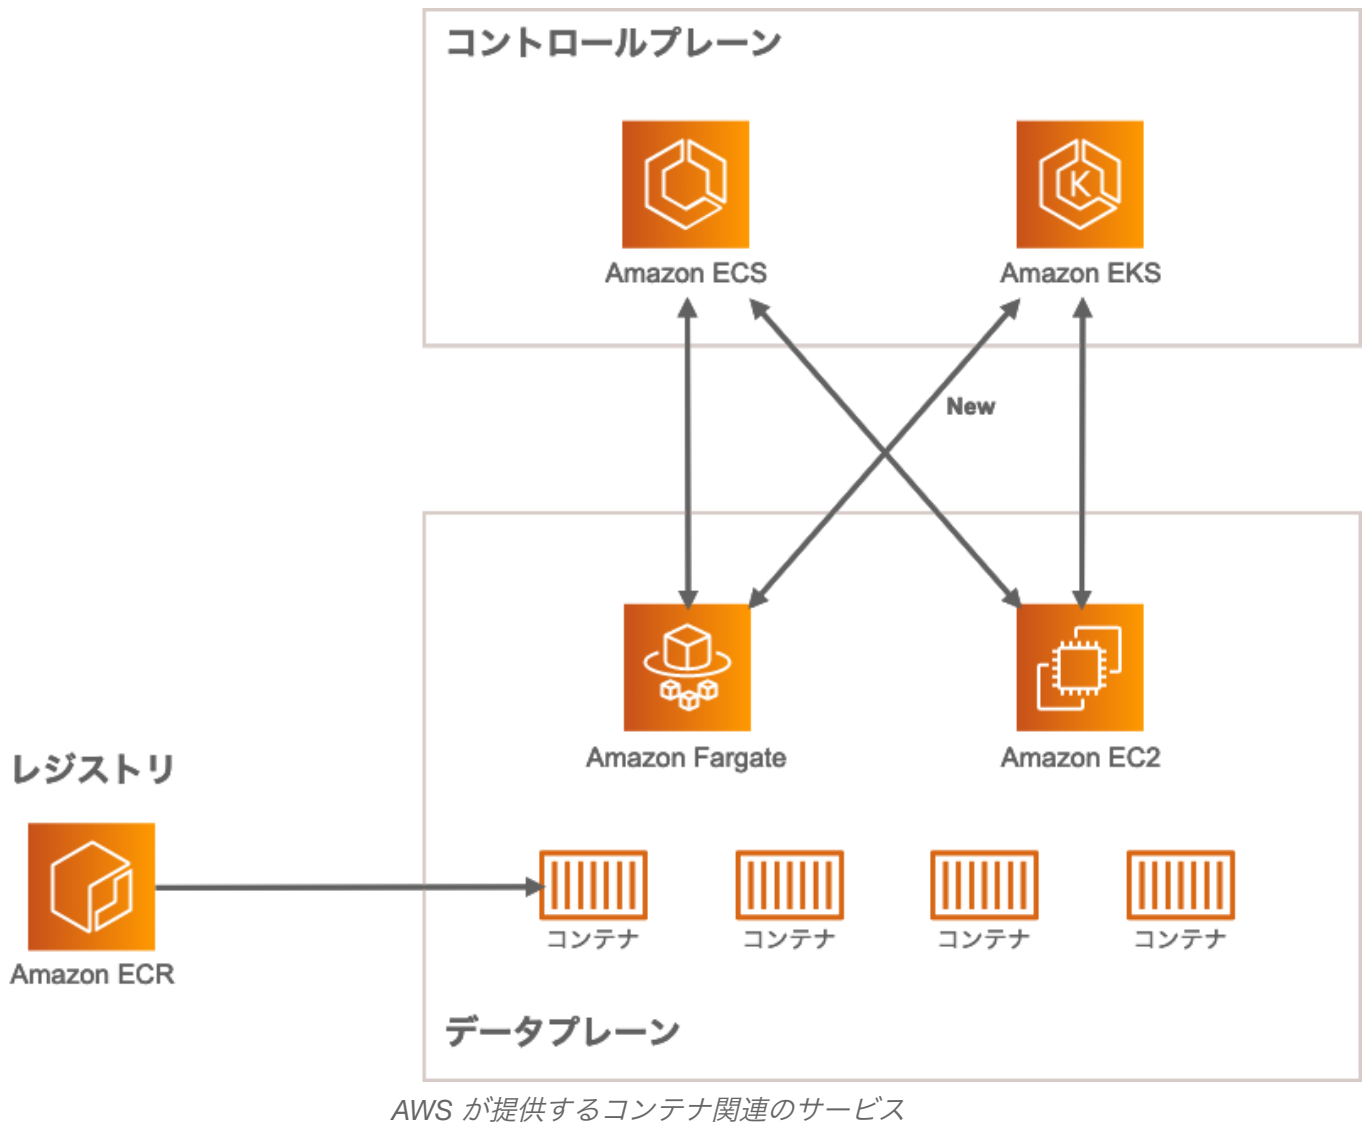 コントロールプレーン
Amazon ECS
Amazon EKS
New
Amazon Fargate
Amazon EC2
レジストリ
Amazon ECR
コンテナ
コンテナ
コンテナ
コンテナ
データプレーン
AWS が提供するコンテナ関連のサービス